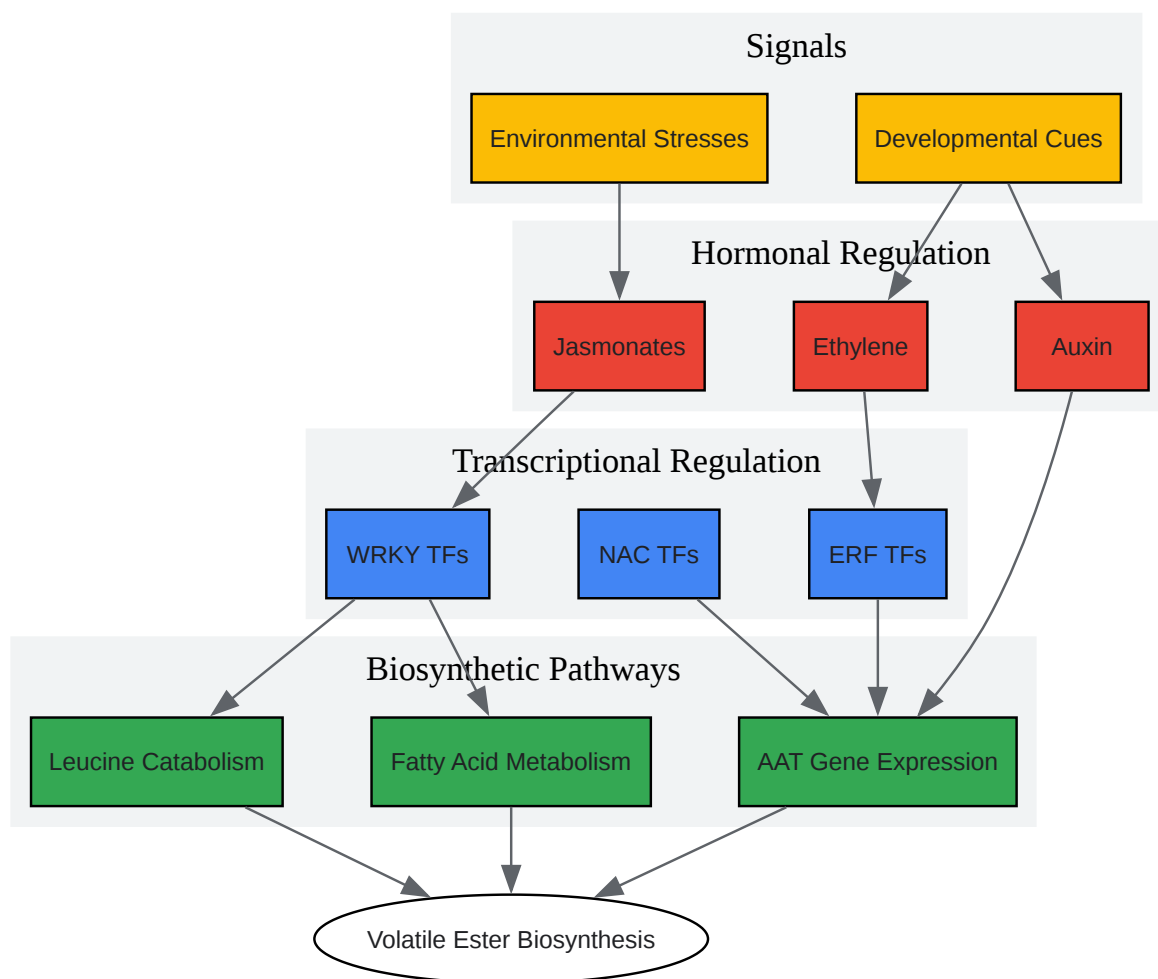 Signals
Environmental Stresses
Developmental Cues
Hormonal Regulation
Jasmonates
Ethylene
Auxin
Transcriptional Regulation
WRKY TFs
NAC TFs
ERF TFs
Biosynthetic Pathways
Leucine Catabolism
Fatty Acid Metabolism
AAT Gene Expression
Volatile Ester Biosynthesis